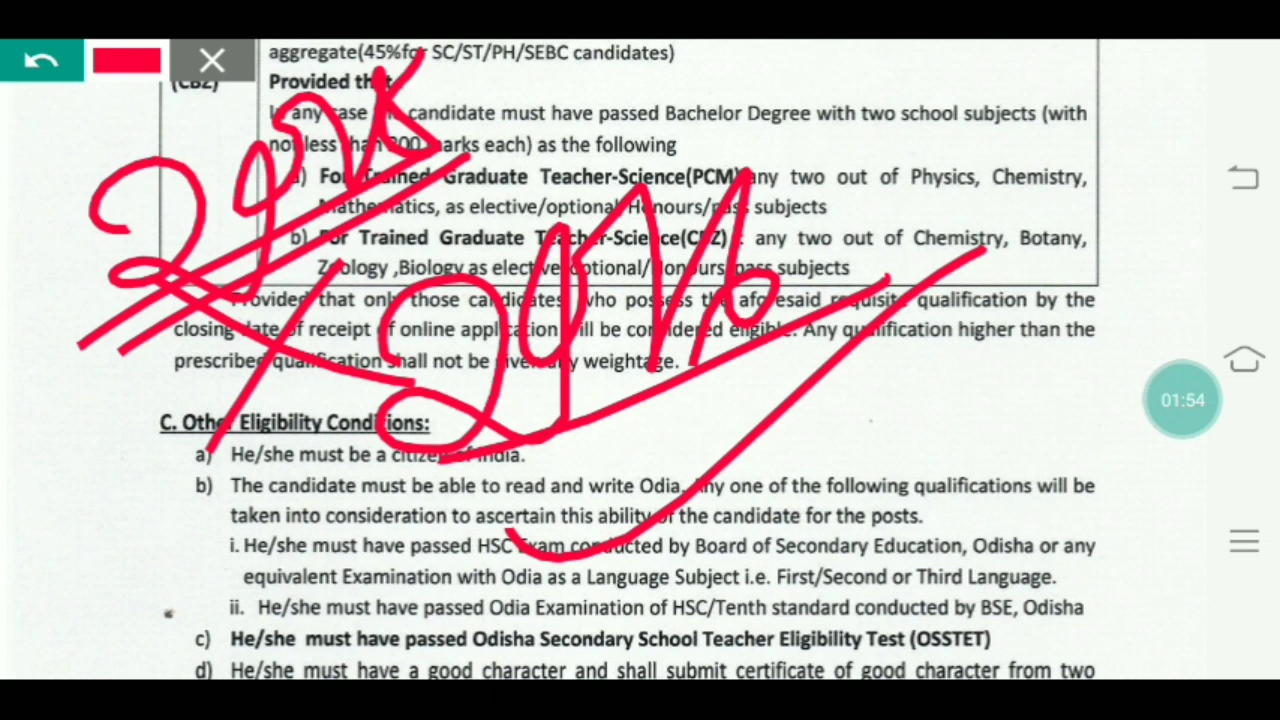 aggregate(45%for SC/ST/PH/SEBC candidates)
(CBZ) Provided that
In any case candidate must have passed Bachelor Degree with two school subjects (with
not less than 300 marks each) as the following
a) For Trained Graduate Teacher-Science(PCM) any two out of Physics, Chemistry,
Mathematics, as elective/optional/Honours/pass subjects
b) For Trained Graduate Teacher-Science(CBZ) : any two out of Chemistry, Botany,
Zoology ,Biology as elective/optional/Honours/pass subjects
Provided that only those candidates, who possess the aforesaid requisite qualification by the
closing date of receipt of online application will be considered eligible. Any qualification higher than the
prescribed qualification shall not be given any weightage.
C. Other Eligibility Conditions:
a) He/she must be a citizen of India.
b) The candidate must be able to read and write Odia. Any one of the following qualifications will be
taken into consideration to ascertain this ability of the candidate for the posts.
i. He/she must have passed HSC Exam conducted by Board of Secondary Education, Odisha or any
equivalent Examination with Odia as a Language Subject i.e. First/Second or Third Language.
ii. He/she must have passed Odia Examination of HSC/Tenth standard conducted by BSE, Odisha
c) He/she must have passed Odisha Secondary School Teacher Eligibility Test (OSSTET)
d) He/she must have a good character and shall submit certificate of good character from two
01:54